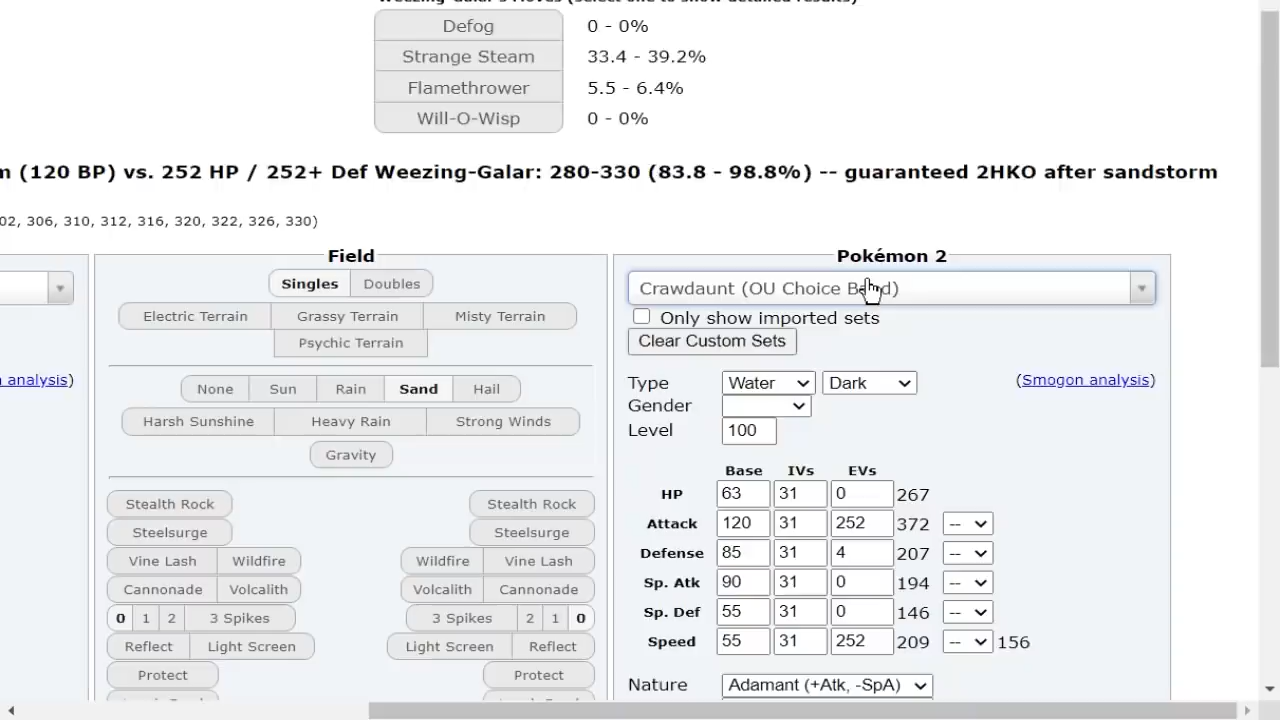 Defog 0 - 0%
Strange Steam 33.4 - 39.2%
Flamethrower 5.5 - 6.4%
Will-O-Wisp 0 - 0%
(120 BP) vs. 252 HP / 252+ Def Weezing-Galar: 280-330 (83.8 - 98.8%) -- guaranteed 2HKO after sandstorm
306, 310, 312, 316, 320, 322, 326, 330)
Field
Singles Doubles
Electric Terrain Grassy Terrain Misty Terrain
Psychic Terrain
None Sun Rain Sand Hail
Harsh Sunshine Heavy Rain Strong Winds
Gravity
Stealth Rock Stealth Rock
Steelsurge Steelsurge
Vine Lash Wildfire Wildfire Vine Lash
Cannonade Volcalith Volcalith Cannonade
0 1 2 3 Spikes 3 Spikes 2 1 0
Reflect Light Screen Light Screen Reflect
Protect Protect
analysis)
Pokémon 2
Crawdaunt (OU Choice
Only show imported sets
Clear Custom Sets
Type Water Dark (Smogon analysis)
Gender
Level 100
Base IVs EVs
HP 63 31 0 267
Attack 120 31 252 372 --
Defense 85 31 4 207 --
Sp. Atk 90 31 0 194 --
Sp. Def 55 31 0 146 --
Speed 55 31 252 209 -- 156
Nature Adamant (+Atk, -SpA)